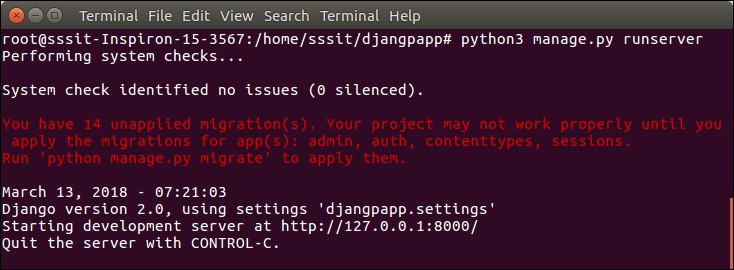 Terminal File Edit View Search Terminal Help
root@sssit-Inspiron-15-3567:/home/sssit/djangpapp# python3 manage.py runserver
Performing system checks...
System check identified no issues (0 silenced).
You have 14 unapplied migration(s). Your project may not work properly until you
 apply the migrations for app(s): admin, auth, contenttypes, sessions.
Run 'python manage.py migrate' to apply them.
March 13, 2018 - 07:21:03
Django version 2.0, using settings 'djangpapp.settings'
Starting development server at http://127.0.0.1:8000/
Quit the server with CONTROL-C.